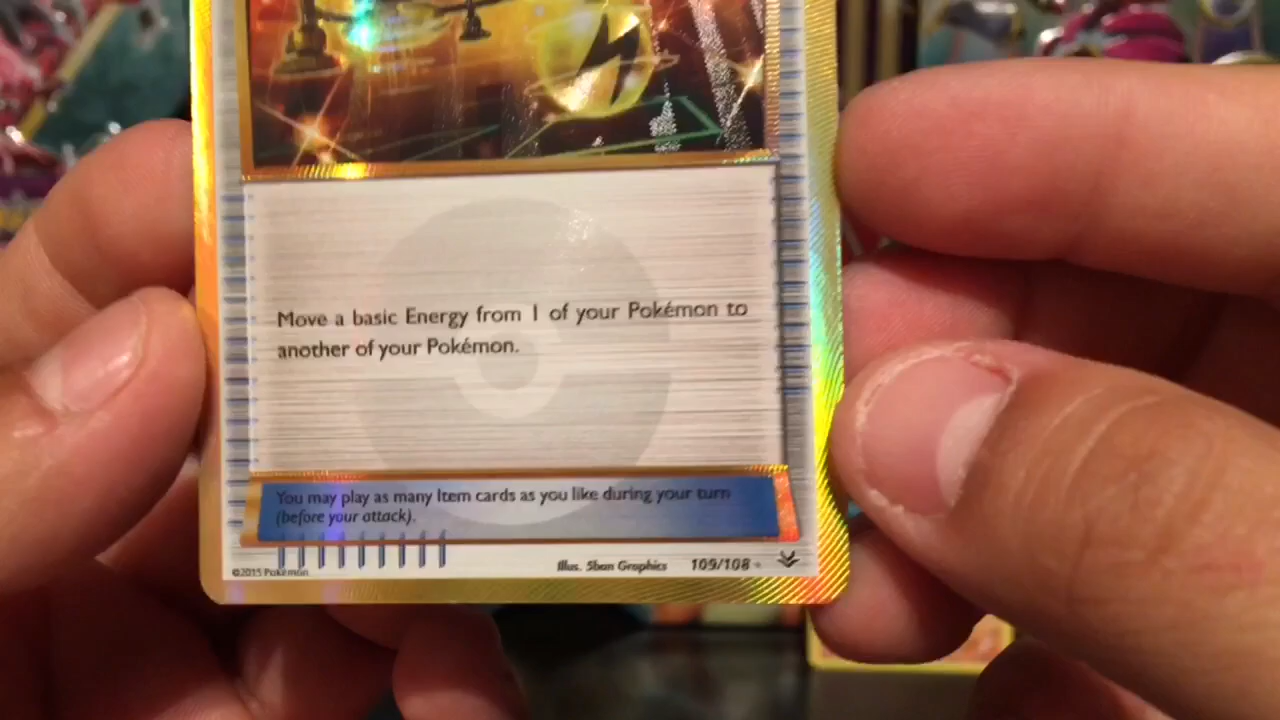 Move a basic Energy from 1 of your Pokémon to
another of your Pokémon.
You may play as many Item cards as you like during your turn
(before your attack).
©2015 Pokémon
Illus. 5ban Graphics
109/108